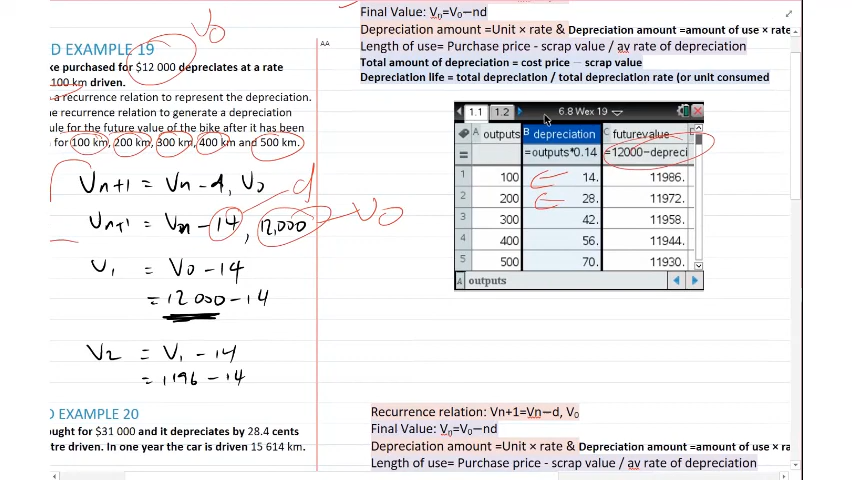 V0
Final Value: V0=V0−nd
Depreciation amount =Unit × rate & Depreciation amount =amount of use × rate
Length of use= Purchase price - scrap value / av rate of depreciation
Total amount of depreciation = cost price − scrap value
Depreciation life = total depreciation / total depreciation rate (or unit consumed
D EXAMPLE 19
AA
ke purchased for $12 000 depreciates at a rate
100 km driven.
a recurrence relation to represent the depreciation.
he recurrence relation to generate a depreciation
ule for the future value of the bike after it has been
for 100 km, 200 km, 300 km, 400 km and 500 km.
Vn+1 = Vn - d, V0
d
Vn+1 = Vn - 14, 12,000
V0
V1 = V0 - 14
= 12 000 - 14
V2 = V1 - 14
= 1196 - 14
1.1 1.2 6.8 Wex 19
A outputs B depreciation C futurevalue
= =outputs*0.14 =12000−depreci
1 100 14. 11986.
2 200 28. 11972.
3 300 42. 11958.
4 400 56. 11944.
5 500 70. 11930.
A outputs
D EXAMPLE 20
ought for $31 000 and it depreciates by 28.4 cents
tre driven. In one year the car is driven 15 614 km.
Recurrence relation: Vn+1=Vn−d, V0
Final Value: V0=V0−nd
Depreciation amount =Unit × rate & Depreciation amount =amount of use × ra
Length of use= Purchase price - scrap value / av rate of depreciation